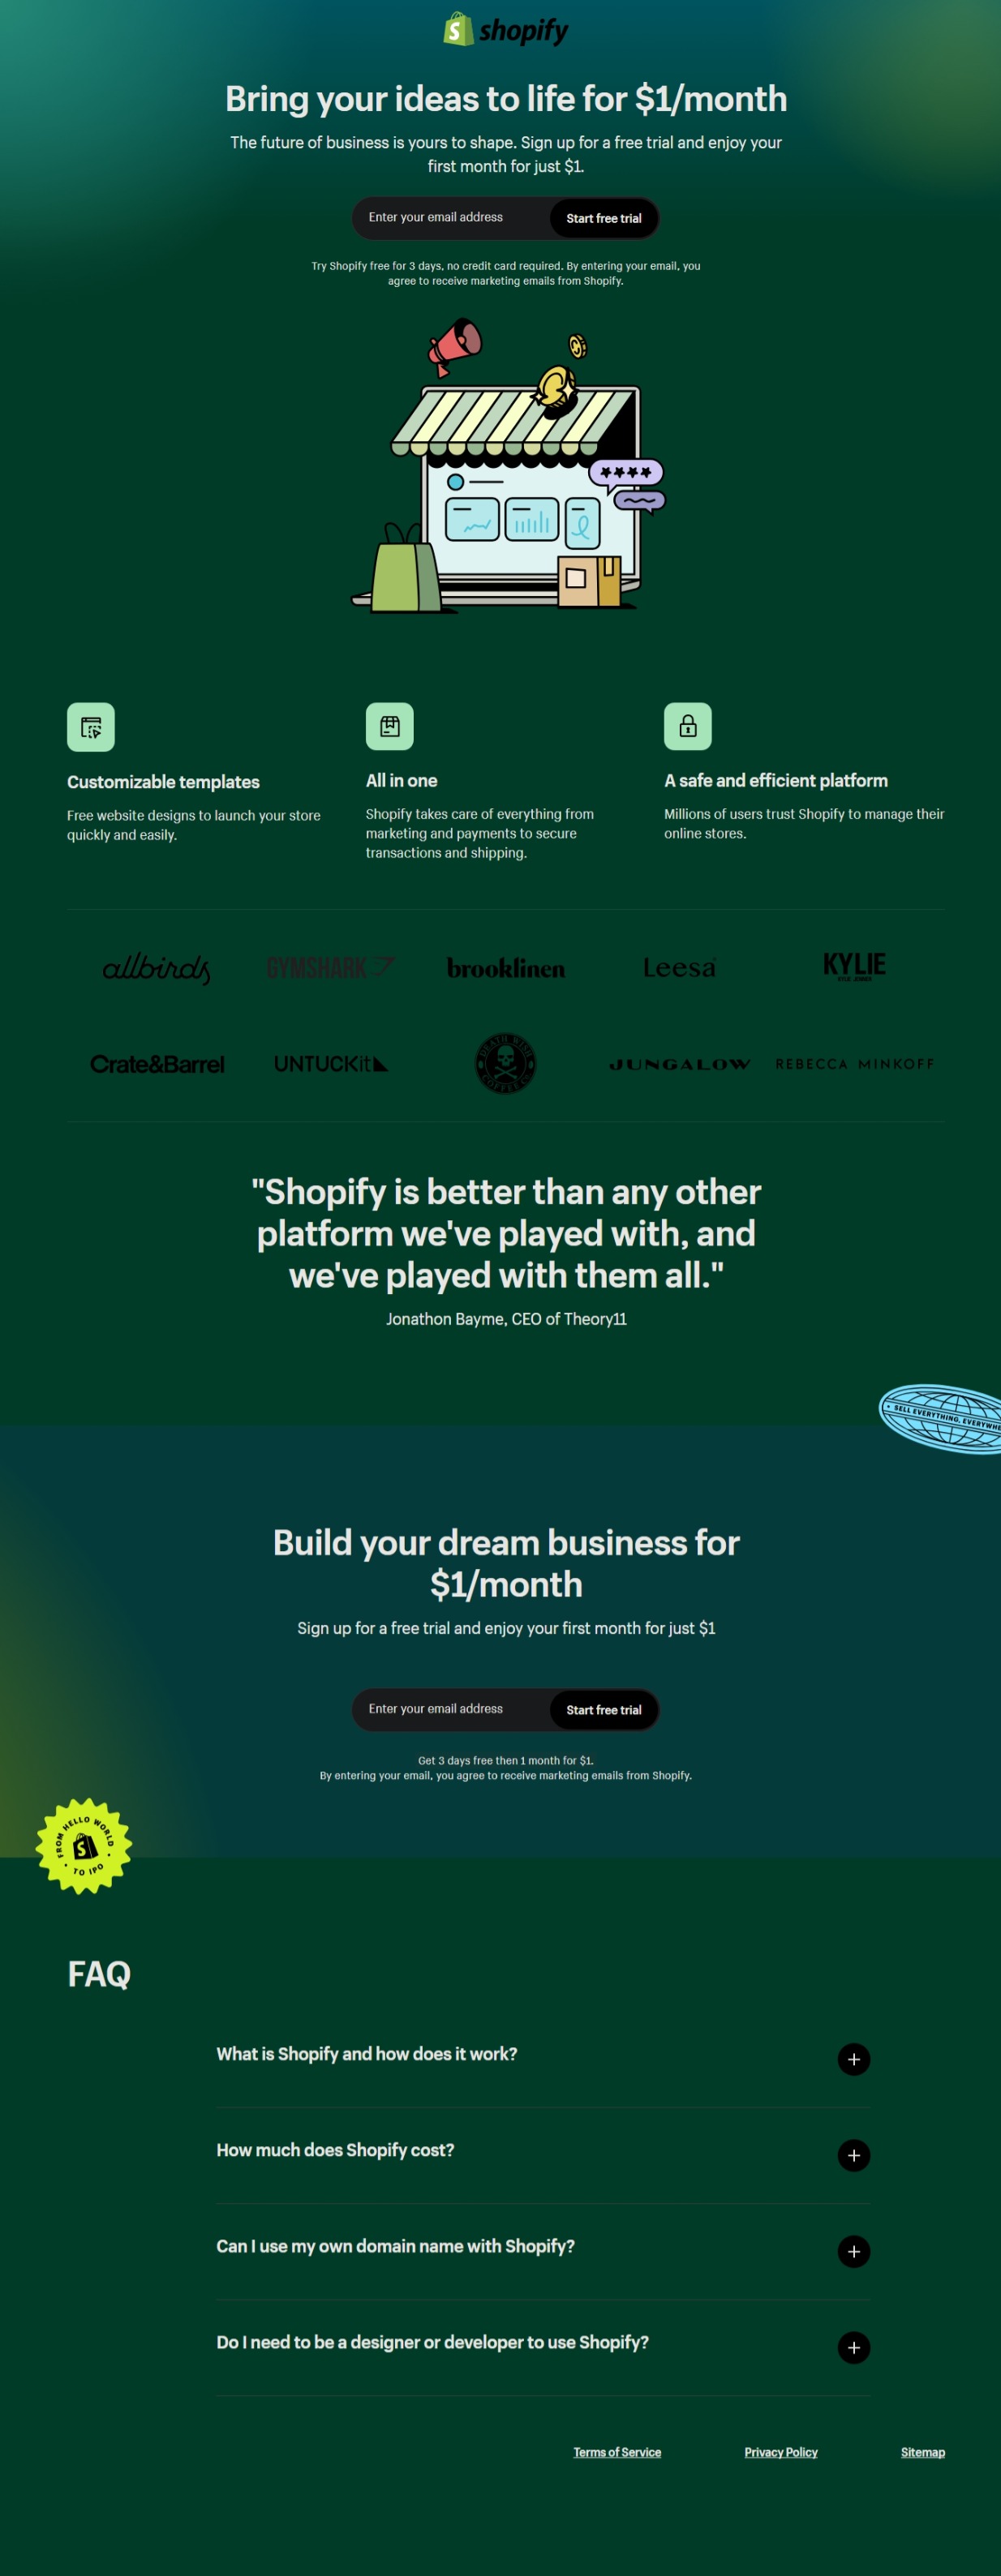 shopify
Bring your ideas to life for $1/month
The future of business is yours to shape. Sign up for a free trial and enjoy your
first month for just $1.
Enter your email address
Start free trial
Try Shopify free for 3 days, no credit card required. By entering your email, you
agree to receive marketing emails from Shopify.
Customizable templates
Free website designs to launch your store
quickly and easily.
All in one
Shopify takes care of everything from
marketing and payments to secure
transactions and shipping.
A safe and efficient platform
Millions of users trust Shopify to manage their
online stores.
allbirds
GYMSHARK
brooklinen
Leesa
KYLIE
KYLIE JENNER
Crate&Barrel
UNTUCKit
DEATH WISH
COFFEE CO
JUNGALOW
REBECCA MINKOFF
"Shopify is better than any other
platform we've played with, and
we've played with them all."
Jonathon Bayme, CEO of Theory11
• SELL EVERYTHING, EVERYWHE
Build your dream business for
$1/month
Sign up for a free trial and enjoy your first month for just $1
Enter your email address
Start free trial
Get 3 days free then 1 month for $1.
By entering your email, you agree to receive marketing emails from Shopify.
FROM HELLO WORLD
• TO IPO •
FAQ
What is Shopify and how does it work?
How much does Shopify cost?
Can I use my own domain name with Shopify?
Do I need to be a designer or developer to use Shopify?
Terms of Service
Privacy Policy
Sitemap